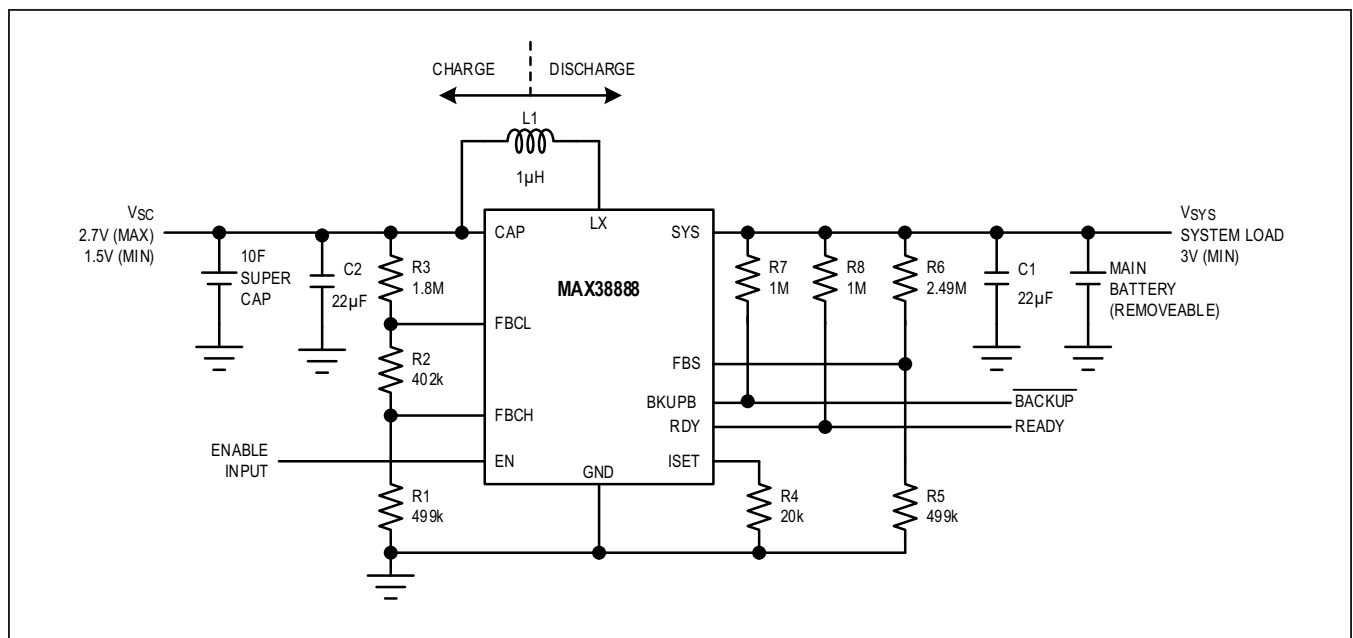 CHARGE
DISCHARGE
L1
1µH
VSC
2.7V (MAX)
1.5V (MIN)
10F
SUPER
CAP
C2
22µF
R3
1.8M
R2
402k
R1
499k
ENABLE
INPUT
CAP
LX
SYS
MAX38888
FBCL
FBCH
EN
GND
FBS
BKUPB
RDY
ISET
R7
1M
R8
1M
R6
2.49M
C1
22µF
MAIN
BATTERY
(REMOVEABLE)
VSYS
SYSTEM LOAD
3V (MIN)
BACKUP
READY
R4
20k
R5
499k